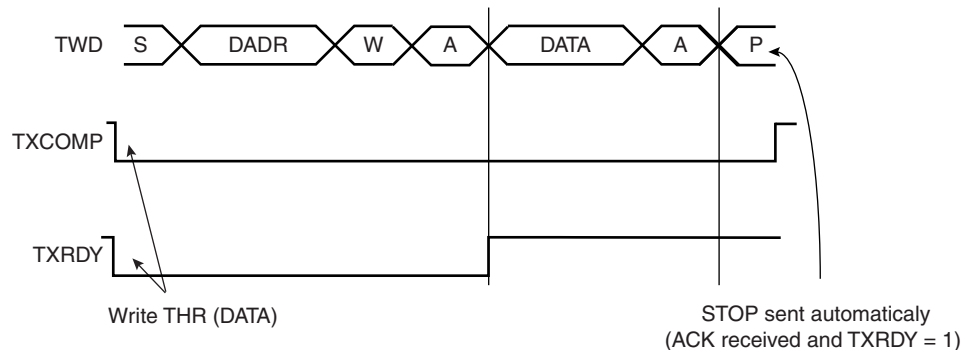 TWD S DADR W A DATA A P
TXCOMP
TXRDY
Write THR (DATA)
STOP sent automaticaly
(ACK received and TXRDY = 1)